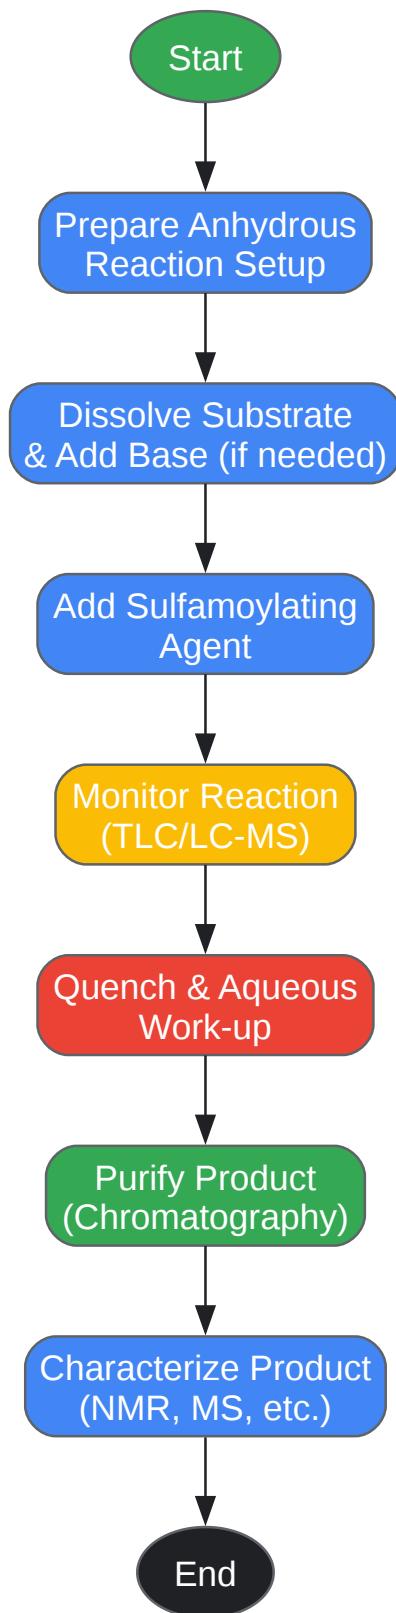 Start
Prepare Anhydrous
Reaction Setup
Dissolve Substrate
& Add Base (if needed)
Add Sulfamoylating
Agent
Monitor Reaction
(TLC/LC-MS)
Quench & Aqueous
Work-up
Purify Product
(Chromatography)
Characterize Product
(NMR, MS, etc.)
End